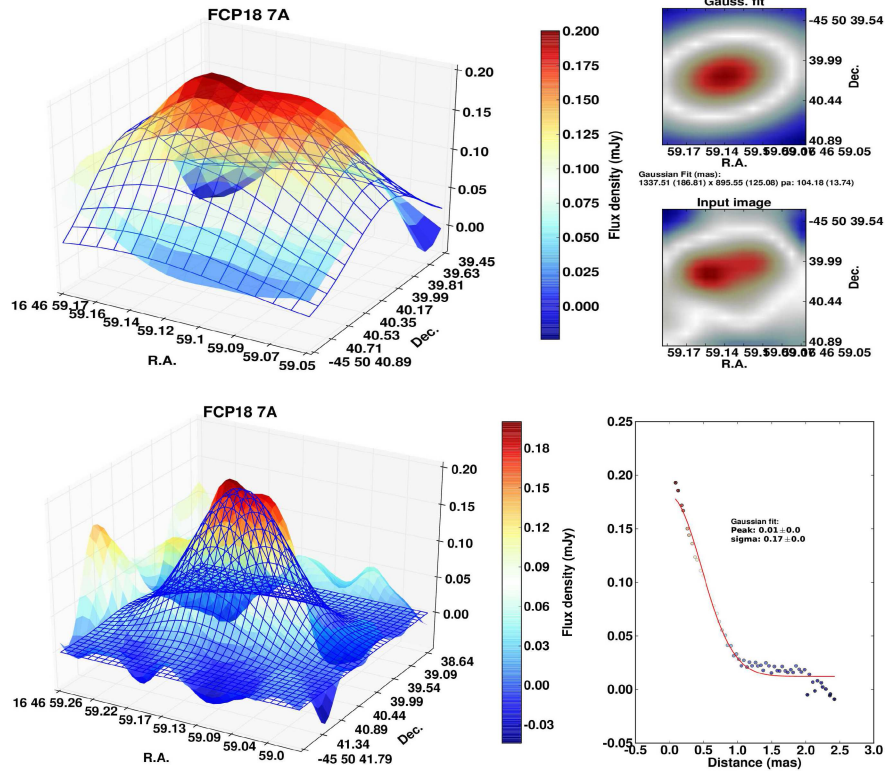 FCP18 7A
0.20
0.15
0.10
0.05
0.00
16 46 59.17
59.16
59.14
59.12
59.1
59.09
59.07
59.05
R.A.
39.45
39.63
39.81
39.99
40.17
40.35
40.53
40.71
-45 50 40.89
Dec.
0.200
0.175
0.150
0.125
0.100
0.075
0.050
0.025
0.000
Flux density (mJy)
Gauss. fit
-45 50 39.54
39.99
40.44
40.89
Dec.
59.17 59.14 59.1 16 46 59.05
R.A.
Gaussian Fit (mas):
1337.51 (186.81) x 895.55 (125.08) pa: 104.18 (13.74)
Input image
-45 50 39.54
39.99
40.44
40.89
Dec.
59.17 59.14 59.1 16 46 59.05
R.A.
FCP18 7A
0.20
0.15
0.10
0.05
0.00
16 46 59.26
59.22
59.17
59.13
59.09
59.04
59.0
R.A.
38.64
39.09
39.54
39.99
40.44
40.89
41.34
-45 50 41.79
Dec.
0.18
0.15
0.12
0.09
0.06
0.03
0.00
-0.03
Flux density (mJy)
0.25
0.20
0.15
0.10
0.05
0.00
-0.05
Gaussian fit:
Peak: 0.01±0.0
sigma: 0.17±0.0
-0.5 0.0 0.5 1.0 1.5 2.0 2.5 3.0
Distance (mas)